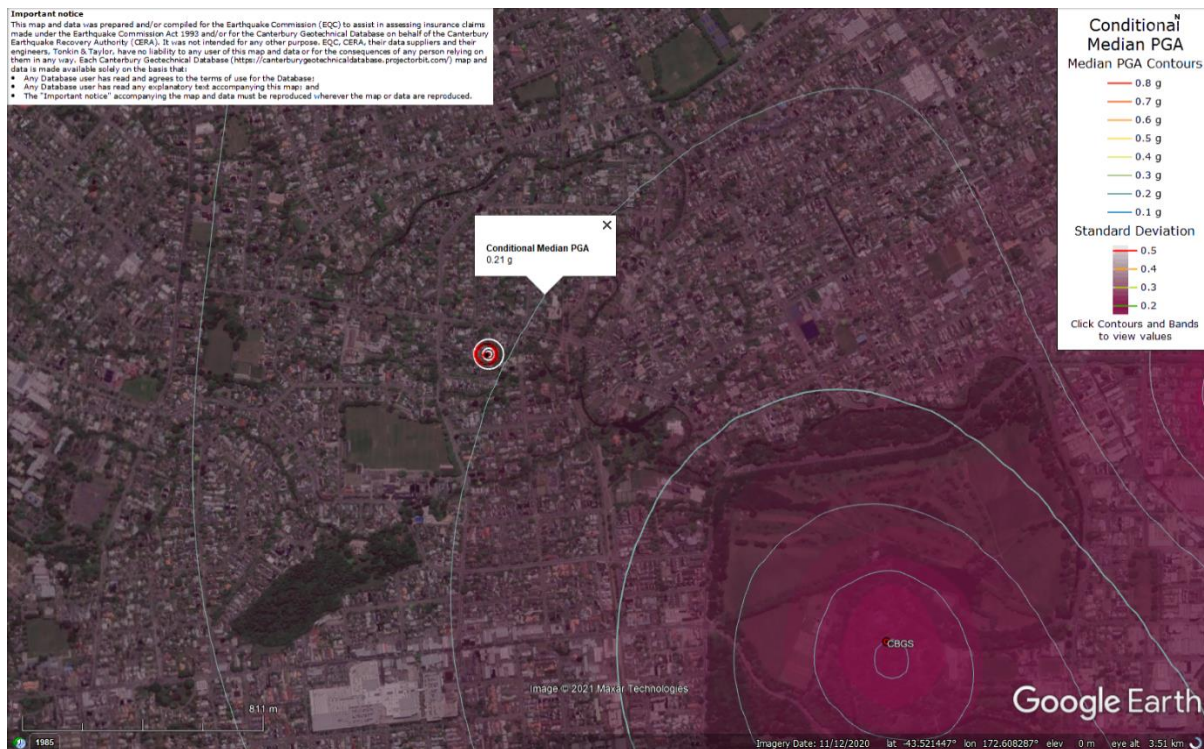 Important notice
This map and data was prepared and/or compiled for the Earthquake Commission (EQC) to assist in assessing insurance claims
made under the Earthquake Commission Act 1993 and/or for the Canterbury Geotechnical Database on behalf of the Canterbury
Earthquake Recovery Authority (CERA). It was not intended for any other purpose. EQC, CERA, their data suppliers and their
engineers, Tonkin & Taylor, have no liability to any user of this map and data or for the consequences of any person relying on
them in any way. Each Canterbury Geotechnical Database (https://canterburygeotechnicaldatabase.projectorbit.com/) map and
data is made available solely on the basis that:
• Any Database user has read and agrees to the terms of use for the Database;
• Any Database user has read any explanatory text accompanying this map; and
• The "Important notice" accompanying the map and data must be reproduced wherever the map or data are reproduced.
N
Conditional
Median PGA
Median PGA Contours
0.8 g
0.7 g
0.6 g
0.5 g
0.4 g
0.3 g
0.2 g
0.1 g
Standard Deviation
0.5
0.4
0.3
0.2
Click Contours and Bands
to view values
Conditional Median PGA
0.21 g
CBGS
Image © 2021 Maxar Technologies
Google Earth
811 m
1985
Imagery Date: 11/12/2020 lat -43.521447° lon 172.608287° elev 0 m eye alt 3.51 km